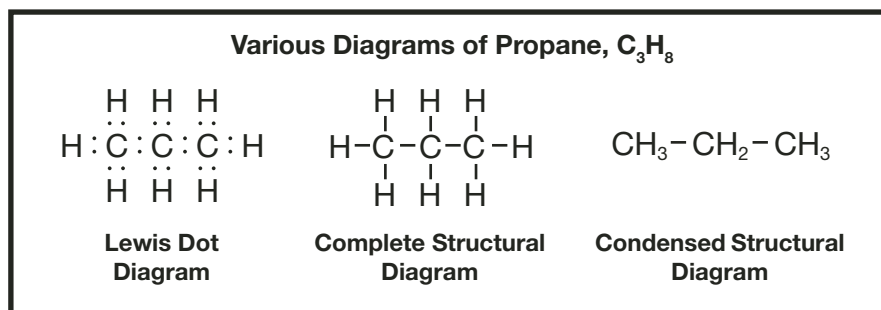 Various Diagrams of Propane, C₃H₈
H H H
H : C : C : C : H
H H H
Lewis Dot
Diagram
H H H
H–C–C–C–H
H H H
Complete Structural
Diagram
CH₃–CH₂–CH₃
Condensed Structural
Diagram